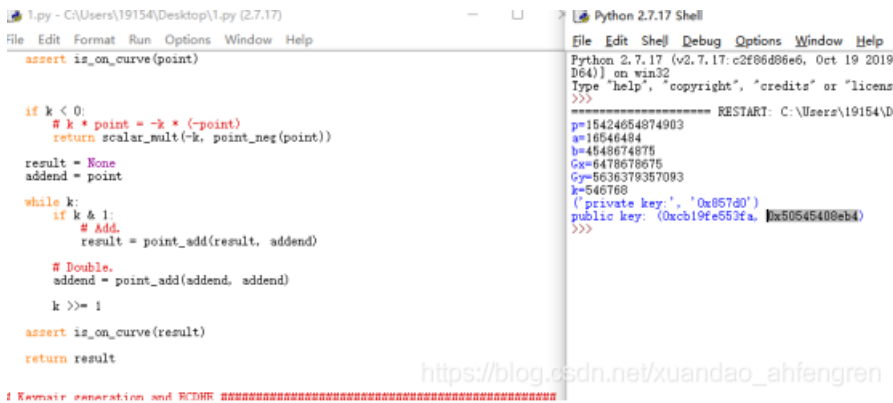 1.py - C:\Users\19154\Desktop\1.py (2.7.17)
File Edit Format Run Options Window Help
assert is_on_curve(point)
if k < 0:
# k * point = -k * (-point)
return scalar_mult(-k, point_neg(point))
result = None
addend = point
while k:
if k & 1:
# Add.
result = point_add(result, addend)
# Double.
addend = point_add(addend, addend)
k >>= 1
assert is_on_curve(result)
return result
# Keypair generation and ECDHE ################################################
Python 2.7.17 Shell
File Edit Shell Debug Options Window Help
Python 2.7.17 (v2.7.17:c2f86d86e6, Oct 19 2019
D64)] on win32
Type "help", "copyright", "credits" or "licens
>>>
==================== RESTART: C:\Users\19154\D
p=15424654874903
a=16546484
b=4548674875
Gx=6478678675
Gy=5636379357093
k=546768
('private key:', '0x857d0')
public key: (0xcb19fe553fa, 0x50545408eb4)
>>>
https://blog.csdn.net/xuandao_ahfengren